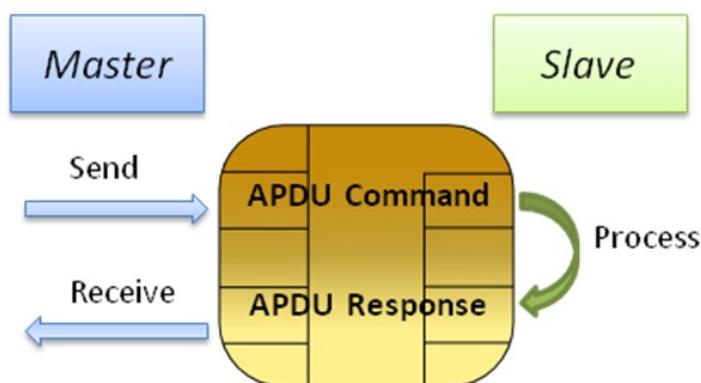 Master
Slave
Send
APDU Command
Process
Receive
APDU Response